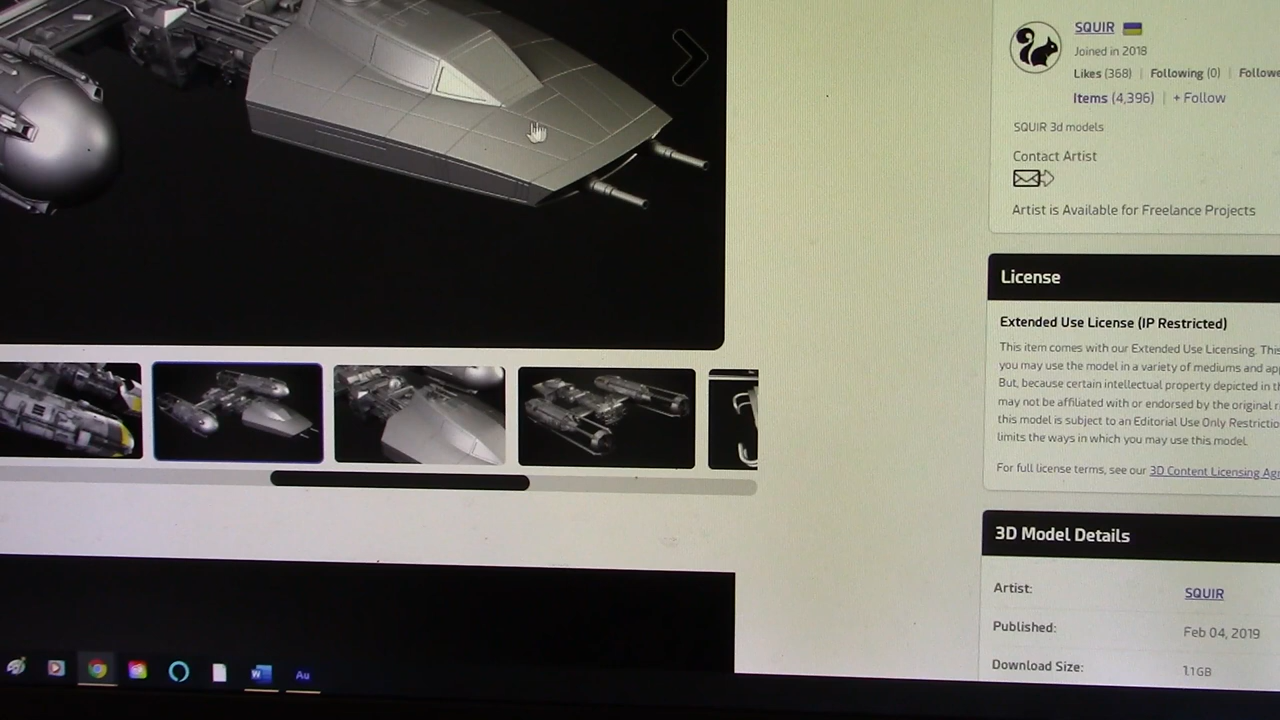 SQUIR
Joined in 2018
Likes (368) | Following (0) | Followe
Items (4,396) | + Follow
SQUIR 3d models
Contact Artist
Artist is Available for Freelance Projects
License
Extended Use License (IP Restricted)
This item comes with our Extended Use Licensing. This
you may use the model in a variety of mediums and ap
But, because certain intellectual property depicted in th
may not be affiliated with or endorsed by the original r
this model is subject to an Editorial Use Only Restrictio
limits the ways in which you may use this model.
For full license terms, see our 3D Content Licensing Ag
3D Model Details
Artist: SQUIR
Published: Feb 04, 2019
Download Size: 1.1GB
W
Au